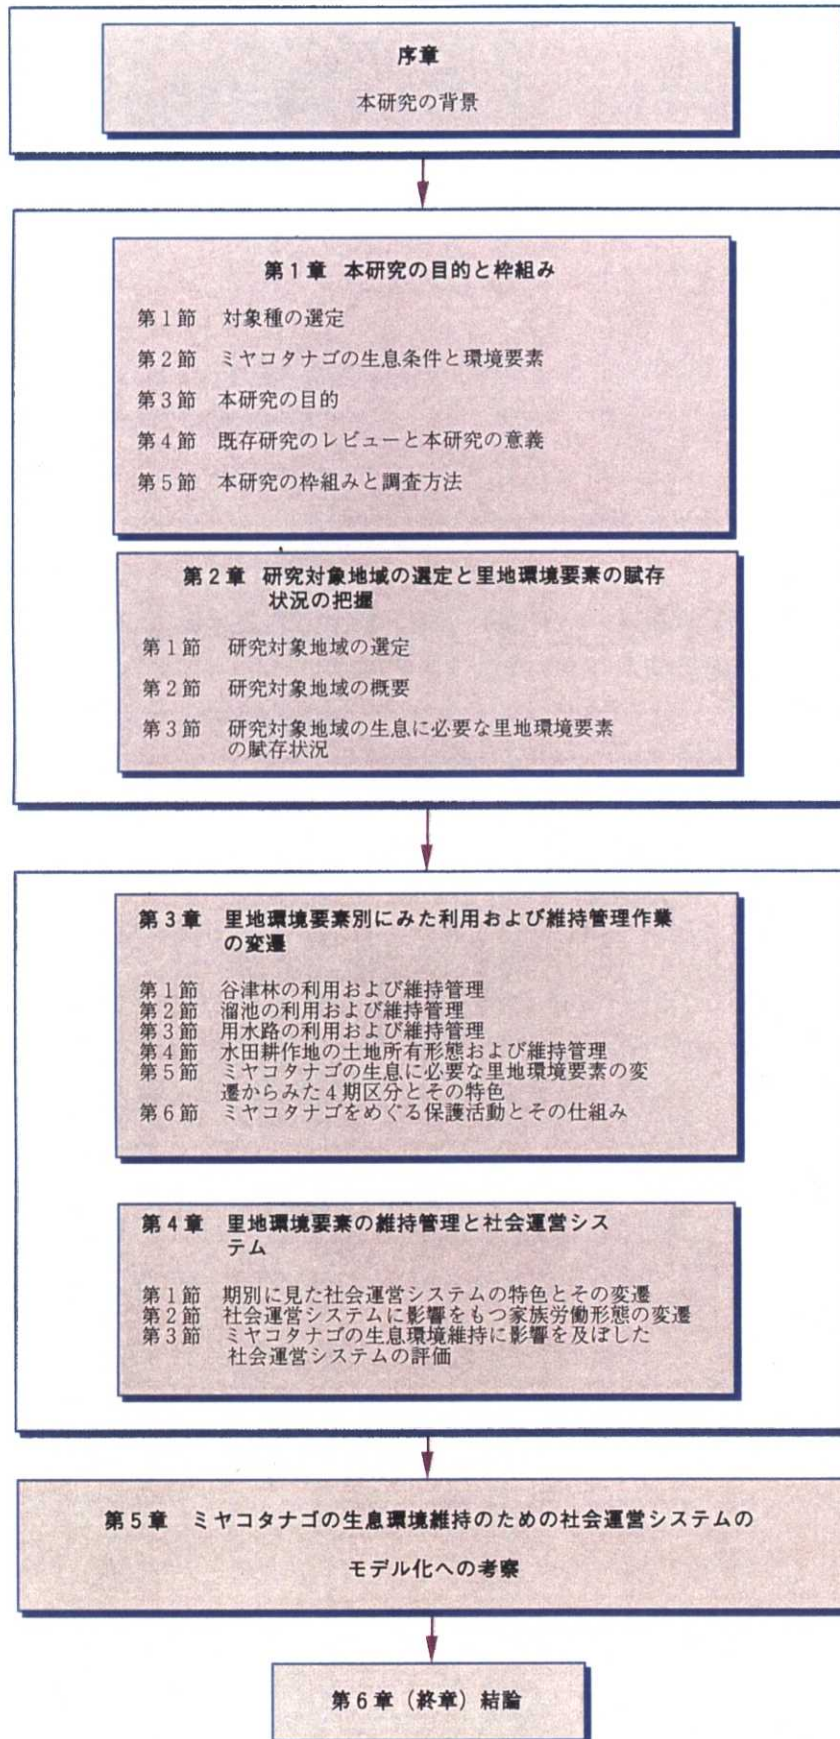 序章
本研究の背景
第1章 本研究の目的と枠組み
第1節 対象種の選定
第2節 ミヤコタナゴの生息条件と環境要素
第3節 本研究の目的
第4節 既存研究のレビューと本研究の意義
第5節 本研究の枠組みと調査方法
第2章 研究対象地域の選定と里地環境要素の賦存
状況の把握
第1節 研究対象地域の選定
第2節 研究対象地域の概要
第3節 研究対象地域の生息に必要な里地環境要素
の賦存状況
第3章 里地環境要素別にみた利用および維持管理作業
の変遷
第1節 谷津林の利用および維持管理
第2節 溜池の利用および維持管理
第3節 用水路の利用および維持管理
第4節 水田耕作地の土地所有形態および維持管理
第5節 ミヤコタナゴの生息に必要な里地環境要素の変
遷からみた4期区分とその特色
第6節 ミヤコタナゴをめぐる保護活動とその仕組み
第4章 里地環境要素の維持管理と社会運営シス
テム
第1節 期別に見た社会運営システムの特色とその変遷
第2節 社会運営システムに影響をもつ家族労働形態の変遷
第3節 ミヤコタナゴの生息環境維持に影響を及ぼした
社会運営システムの評価
第5章 ミヤコタナゴの生息環境維持のための社会運営システムの
モデル化への考察
第6章（終章）結論